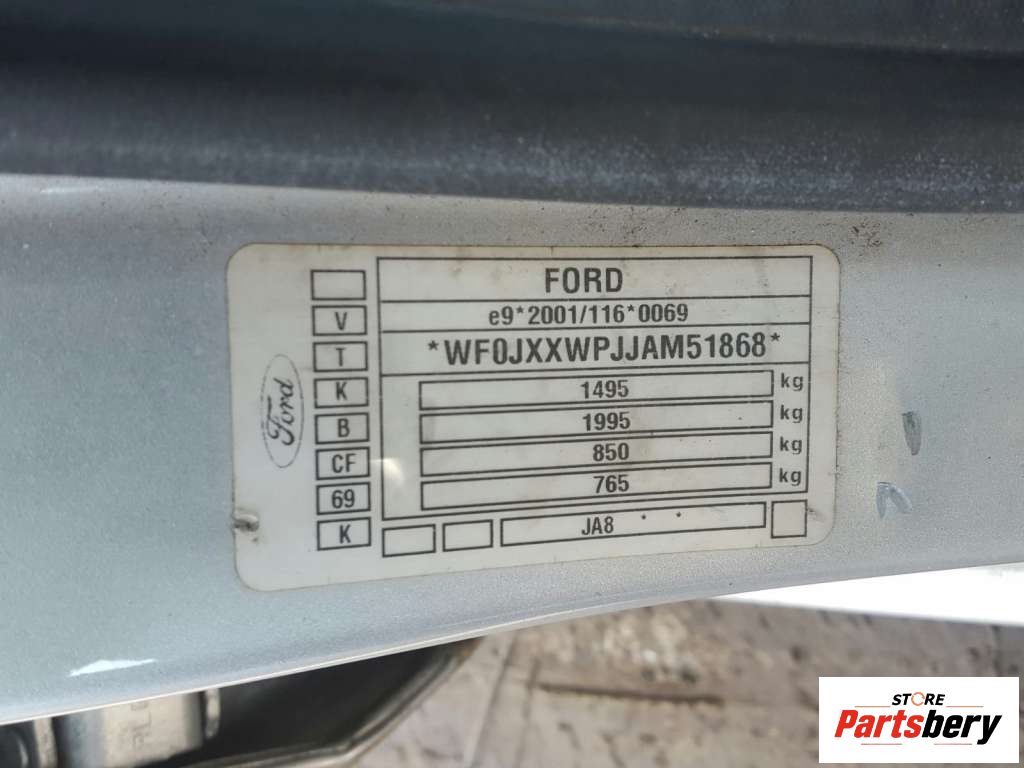 FORD
V
e9*2001/116*0069
T
*WF0JXXWPJJAM51868*
K
1495 kg
B
1995 kg
CF
850 kg
69
765 kg
K
JA8 * *
Ford
STORE
Partsbery